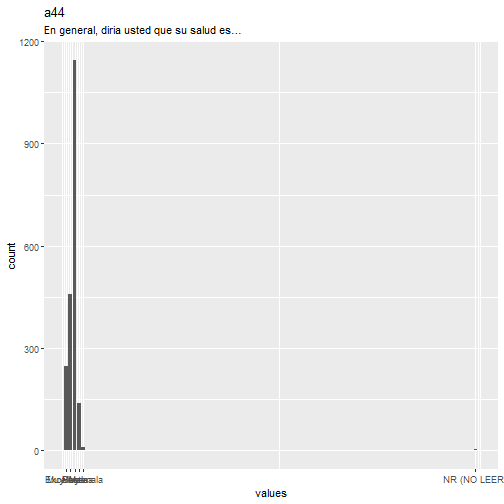 a44
En general, diria usted que su salud es...
1200
900
600
300
0
NR (NO LEER
count
values